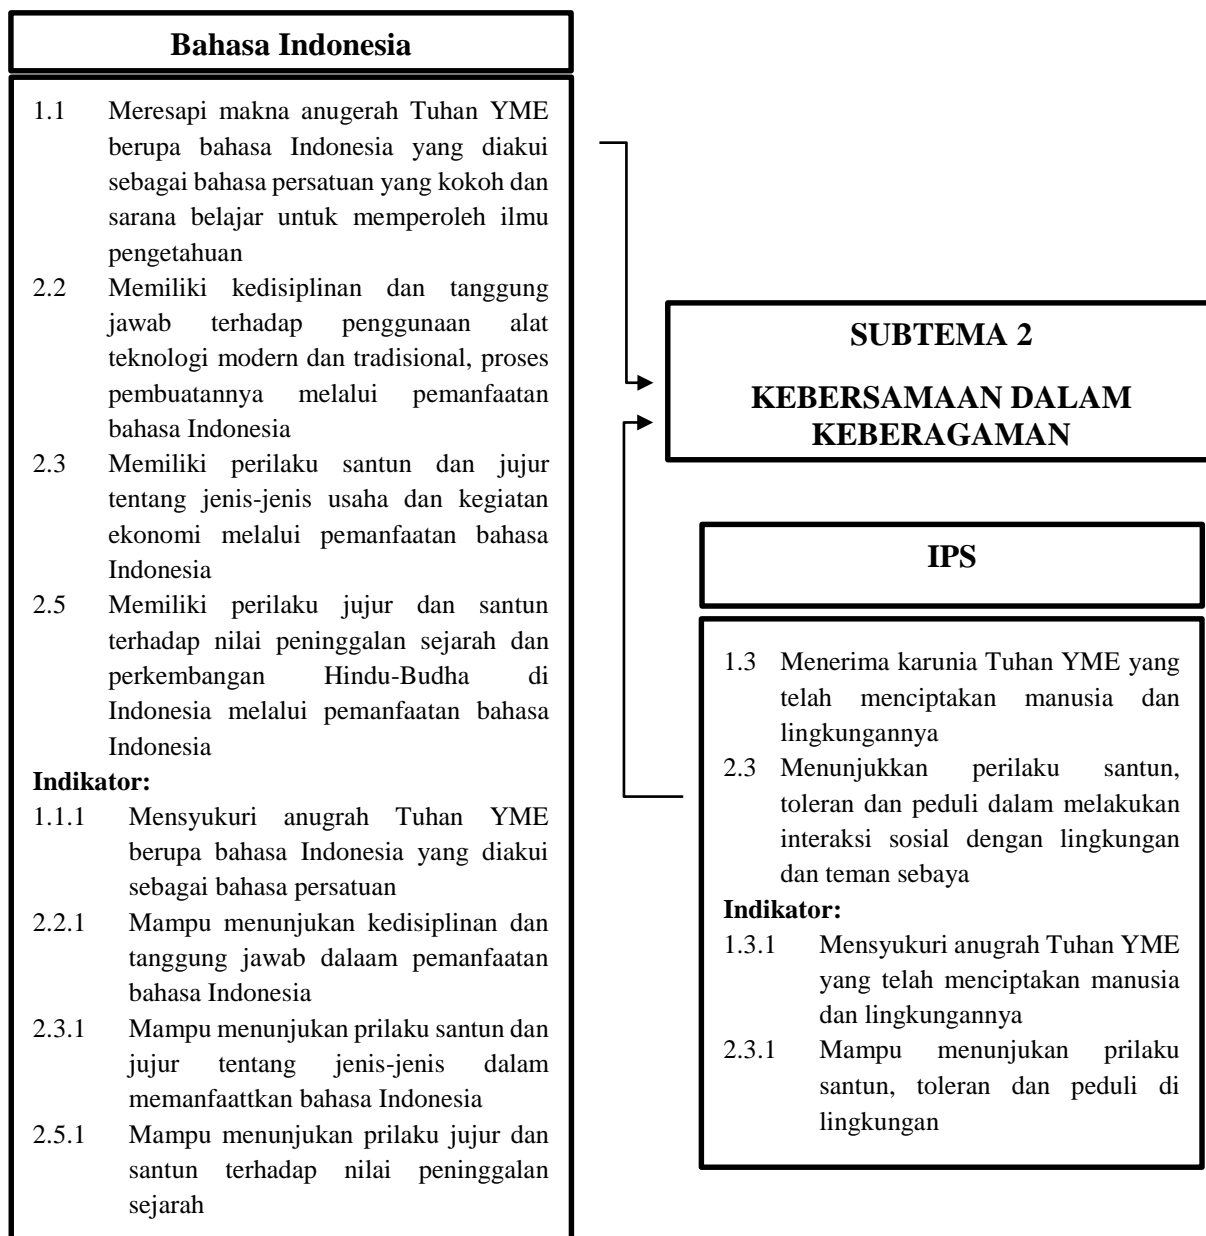 Bahasa Indonesia
1.1 Meresapi makna anugerah Tuhan YME
berupa bahasa Indonesia yang diakui
sebagai bahasa persatuan yang kokoh dan
sarana belajar untuk memperoleh ilmu
pengetahuan
2.2 Memiliki kedisiplinan dan tanggung
jawab terhadap penggunaan alat
teknologi modern dan tradisional, proses
pembuatannya melalui pemanfaatan
bahasa Indonesia
2.3 Memiliki perilaku santun dan jujur
tentang jenis-jenis usaha dan kegiatan
ekonomi melalui pemanfaatan bahasa
Indonesia
2.5 Memiliki perilaku jujur dan santun
terhadap nilai peninggalan sejarah dan
perkembangan Hindu-Budha di
Indonesia melalui pemanfaatan bahasa
Indonesia
Indikator:
1.1.1 Mensyukuri anugrah Tuhan YME
berupa bahasa Indonesia yang diakui
sebagai bahasa persatuan
2.2.1 Mampu menunjukan kedisiplinan dan
tanggung jawab dalaam pemanfaatan
bahasa Indonesia
2.3.1 Mampu menunjukan prilaku santun dan
jujur tentang jenis-jenis dalam
memanfaattkan bahasa Indonesia
2.5.1 Mampu menunjukan prilaku jujur dan
santun terhadap nilai peninggalan
sejarah
SUBTEMA 2
KEBERSAMAAN DALAM
KEBERAGAMAN
IPS
1.3 Menerima karunia Tuhan YME yang
telah menciptakan manusia dan
lingkungannya
2.3 Menunjukkan perilaku santun,
toleran dan peduli dalam melakukan
interaksi sosial dengan lingkungan
dan teman sebaya
Indikator:
1.3.1 Mensyukuri anugrah Tuhan YME
yang telah menciptakan manusia
dan lingkungannya
2.3.1 Mampu menunjukan prilaku
santun, toleran dan peduli di
lingkungan